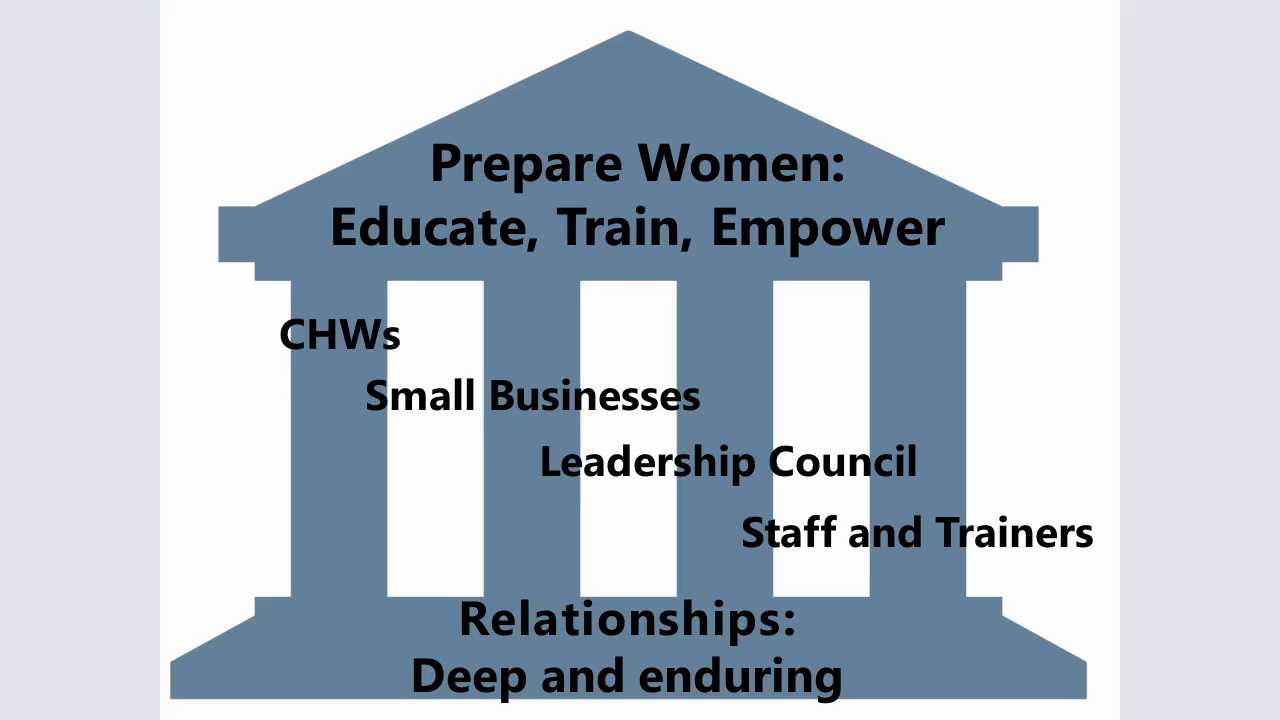 Prepare Women:
Educate, Train, Empower
CHWs
Small Businesses
Leadership Council
Staff and Trainers
Relationships:
Deep and enduring